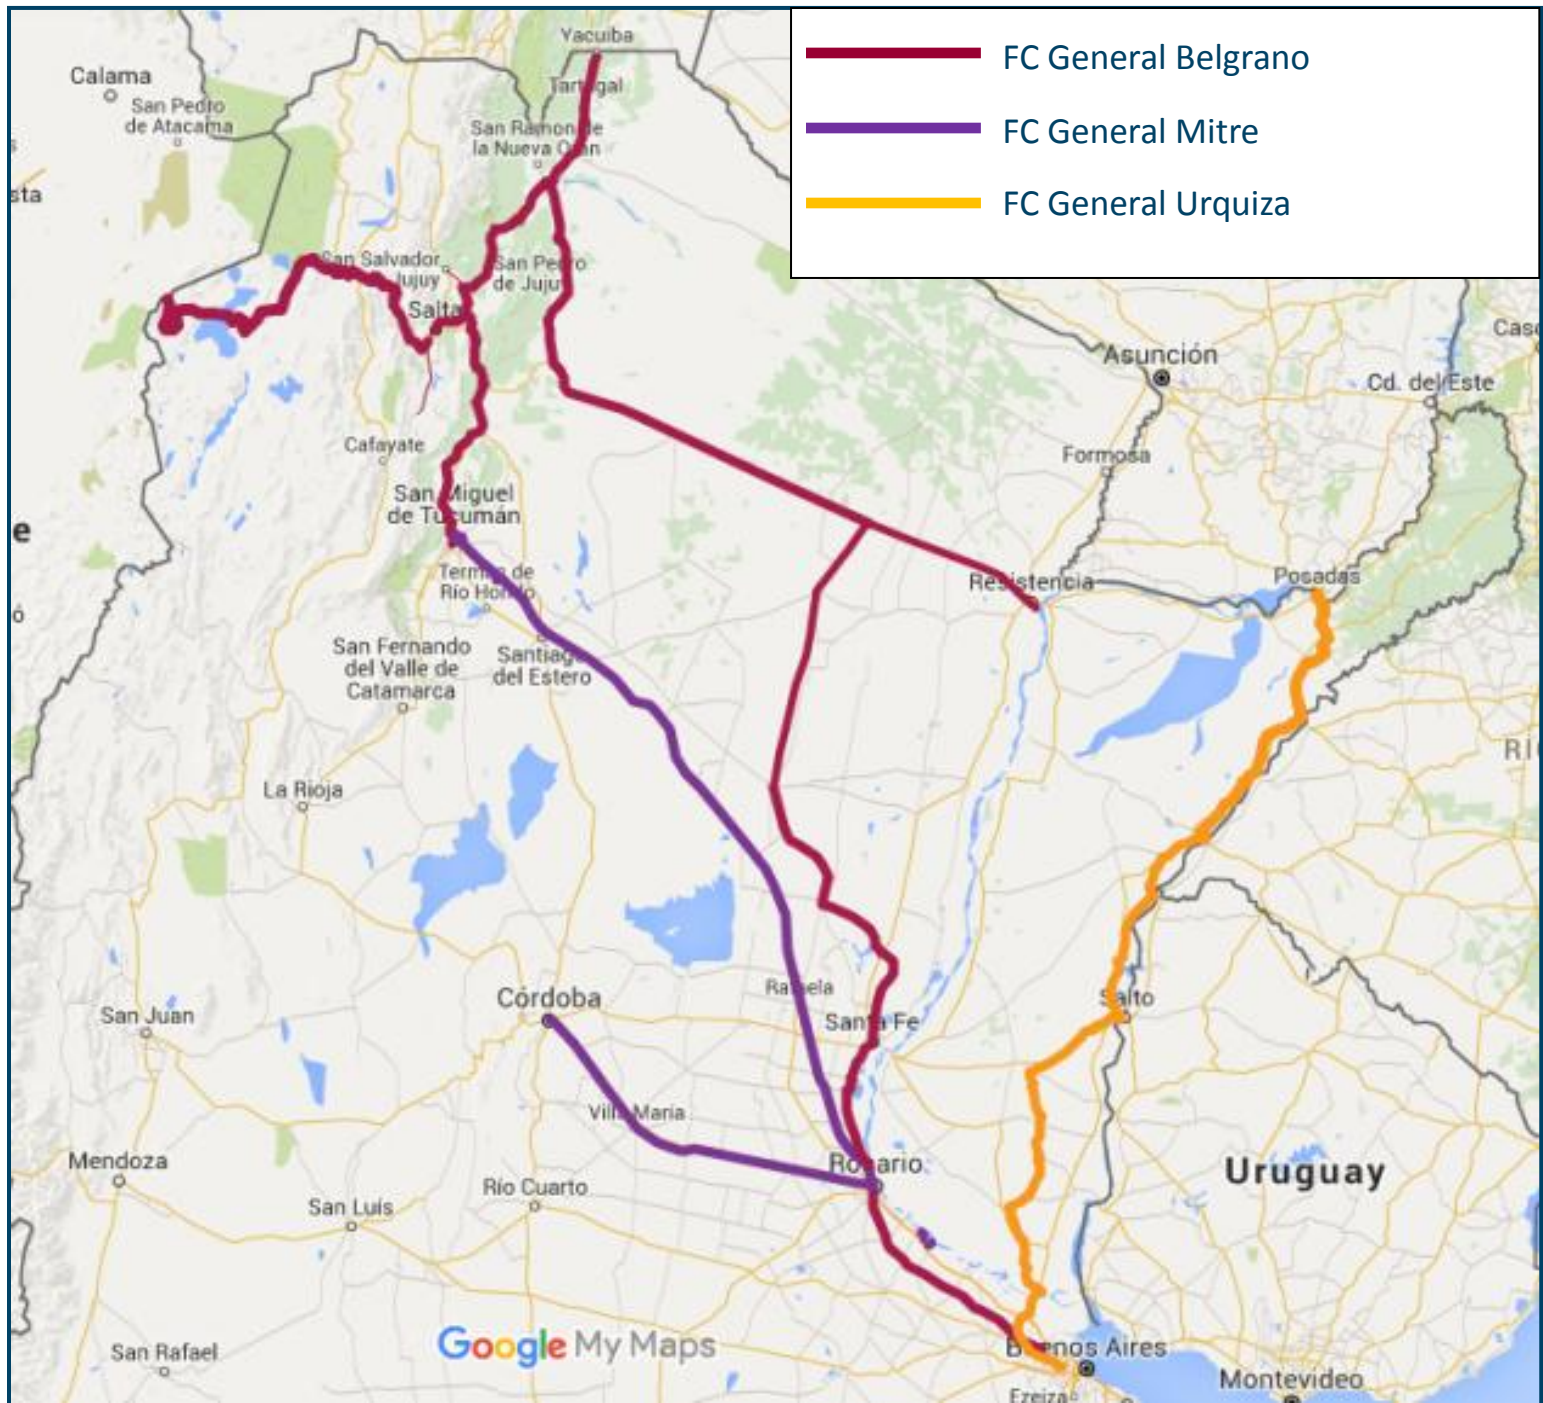 FC General Belgrano
FC General Mitre
FC General Urquiza
Yacuiba
Calama
Tartagal
San Pedro
de Atacama
San Ramon de
la Nueva Oran
sta
San Salvador
Jujuy
San Pedro
de Jujuy
Salta
Asunción
Cd. del Este
Cafayate
Formosa
San Miguel
de Tucumán
e
Termas de
Río Hondo
Resistencia
Posadas
ó
San Fernando
del Valle de
Catamarca
Santiago
del Estero
La Rioja
Córdoba
Rafaela
Salto
San Juan
Santa Fe
Villa María
Mendoza
Rosario
Uruguay
Río Cuarto
San Luis
Google My Maps
San Rafael
Buenos Aires
Montevideo
Ezeiza